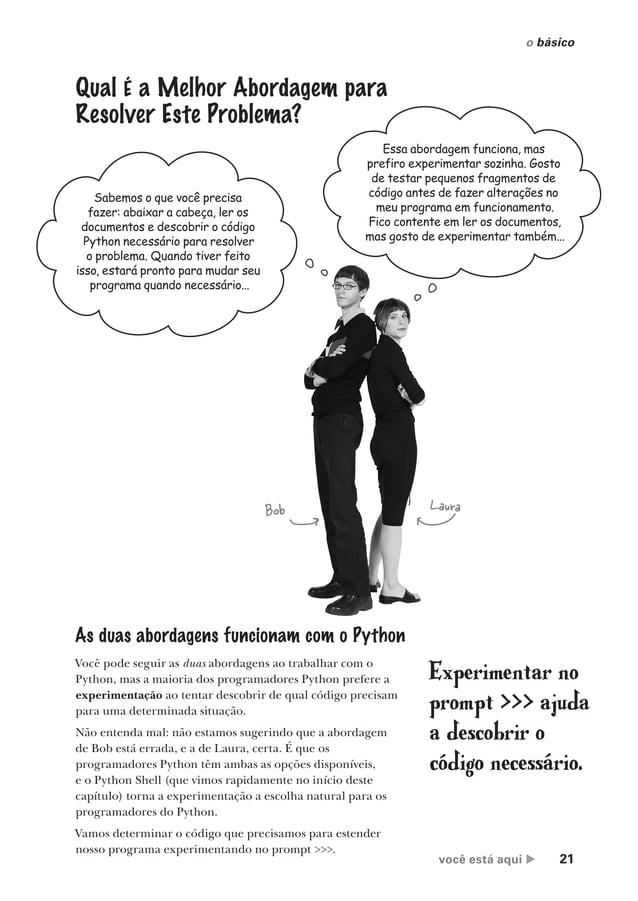 o básico
Qual É a Melhor Abordagem para
Resolver Este Problema?
Essa abordagem funciona, mas
prefiro experimentar sozinha. Gosto
de testar pequenos fragmentos de
código antes de fazer alterações no
meu programa em funcionamento.
Fico contente em ler os documentos,
mas gosto de experimentar também...
Sabemos o que você precisa
fazer: abaixar a cabeça, ler os
documentos e descobrir o código
Python necessário para resolver
o problema. Quando tiver feito
isso, estará pronto para mudar seu
programa quando necessário...
Bob
Laura
As duas abordagens funcionam com o Python
Você pode seguir as duas abordagens ao trabalhar com o
Python, mas a maioria dos programadores Python prefere a
experimentação ao tentar descobrir de qual código precisam
para uma determinada situação.
Não entenda mal: não estamos sugerindo que a abordagem
de Bob está errada, e a de Laura, certa. É que os
programadores Python têm ambas as opções disponíveis,
e o Python Shell (que vimos rapidamente no início deste
capítulo) torna a experimentação a escolha natural para os
programadores do Python.
Vamos determinar o código que precisamos para estender
nosso programa experimentando no prompt >>>.
Experimentar no
prompt >>> ajuda
a descobrir o
código necessário.
você está aqui ▶ 21